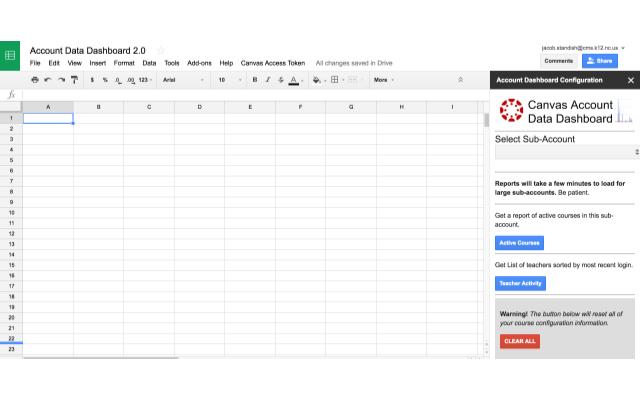 Account Data Dashboard 2.0
jacob.standish@cms.k12.nc.us
File Edit View Insert Format Data Tools Add-ons Help Canvas Access Token All changes saved in Drive
Comments Share
$ % .0 .00 123 Arial 10 B I S A More
Account Dashboard Configuration X
fx
A B C D E F G H I
1
2
3
4
5
6
7
8
9
10
11
12
13
14
15
16
17
18
19
20
21
22
23
Canvas Account
Data Dashboard
Select Sub-Account
Reports will take a few minutes to load for
large sub-accounts. Be patient.
Get a report of active courses in this sub-
account.
Active Courses
Get List of teachers sorted by most recent login.
Teacher Activity
Warning! The button below will reset all of
your course configuration information.
CLEAR ALL